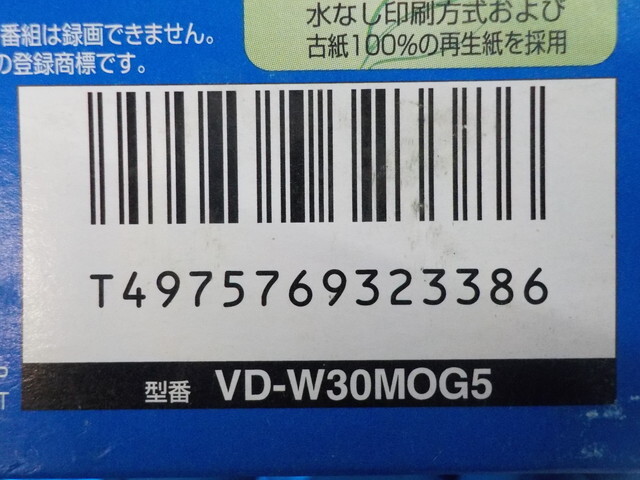 水なし印刷方式および
古紙100%の再生紙を採用
番組は録画できません。
の登録商標です。
T4975769323386
P
T
型番 VD-W30MOG5